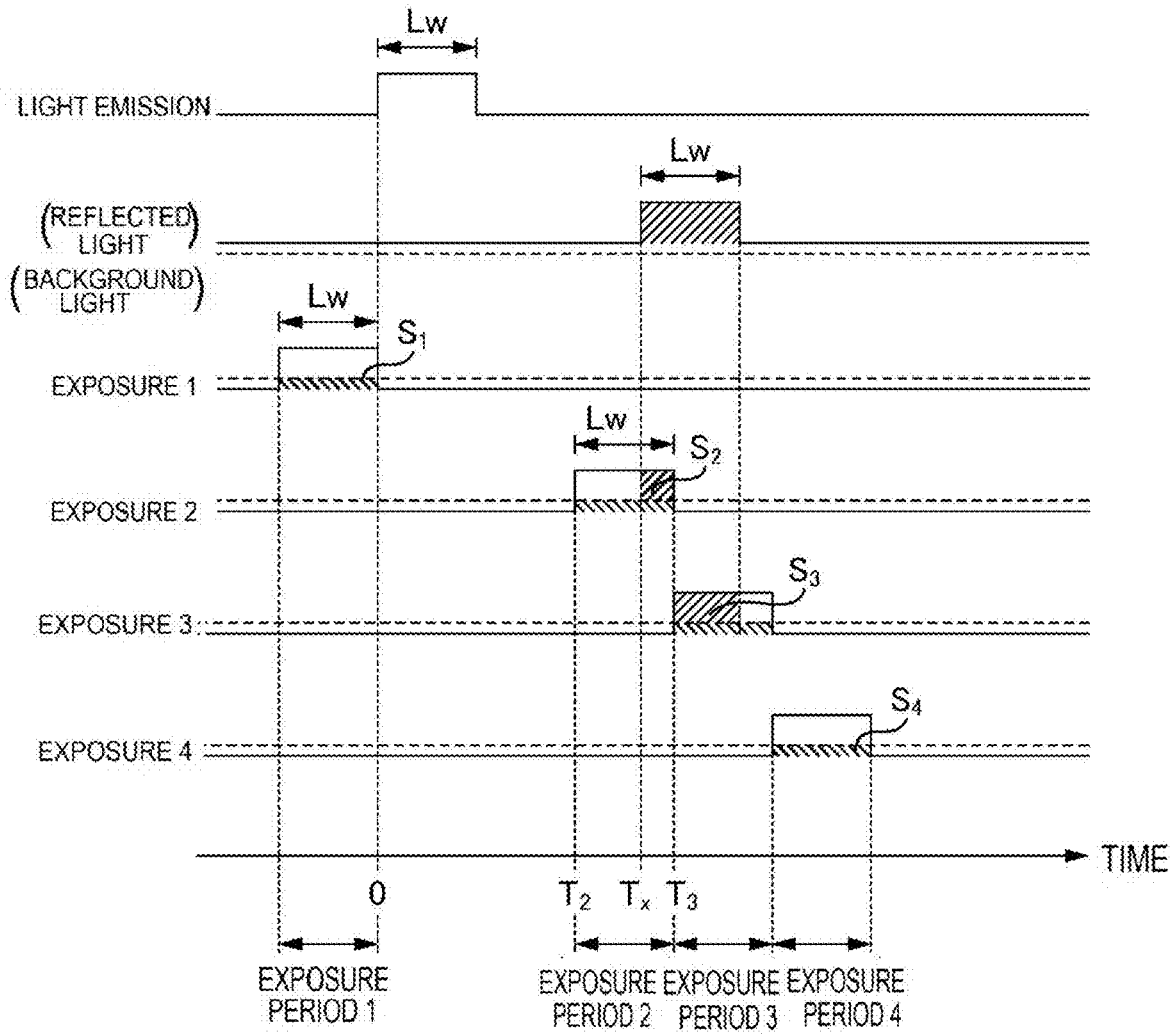 Lw
LIGHT EMISSION
Lw
(REFLECTED LIGHT)
(BACKGROUND LIGHT)
Lw
S1
EXPOSURE 1
Lw
S2
EXPOSURE 2
S3
EXPOSURE 3
S4
EXPOSURE 4
TIME
0 T2 Tx T3
EXPOSURE PERIOD 1
EXPOSURE PERIOD 2
EXPOSURE PERIOD 3
EXPOSURE PERIOD 4